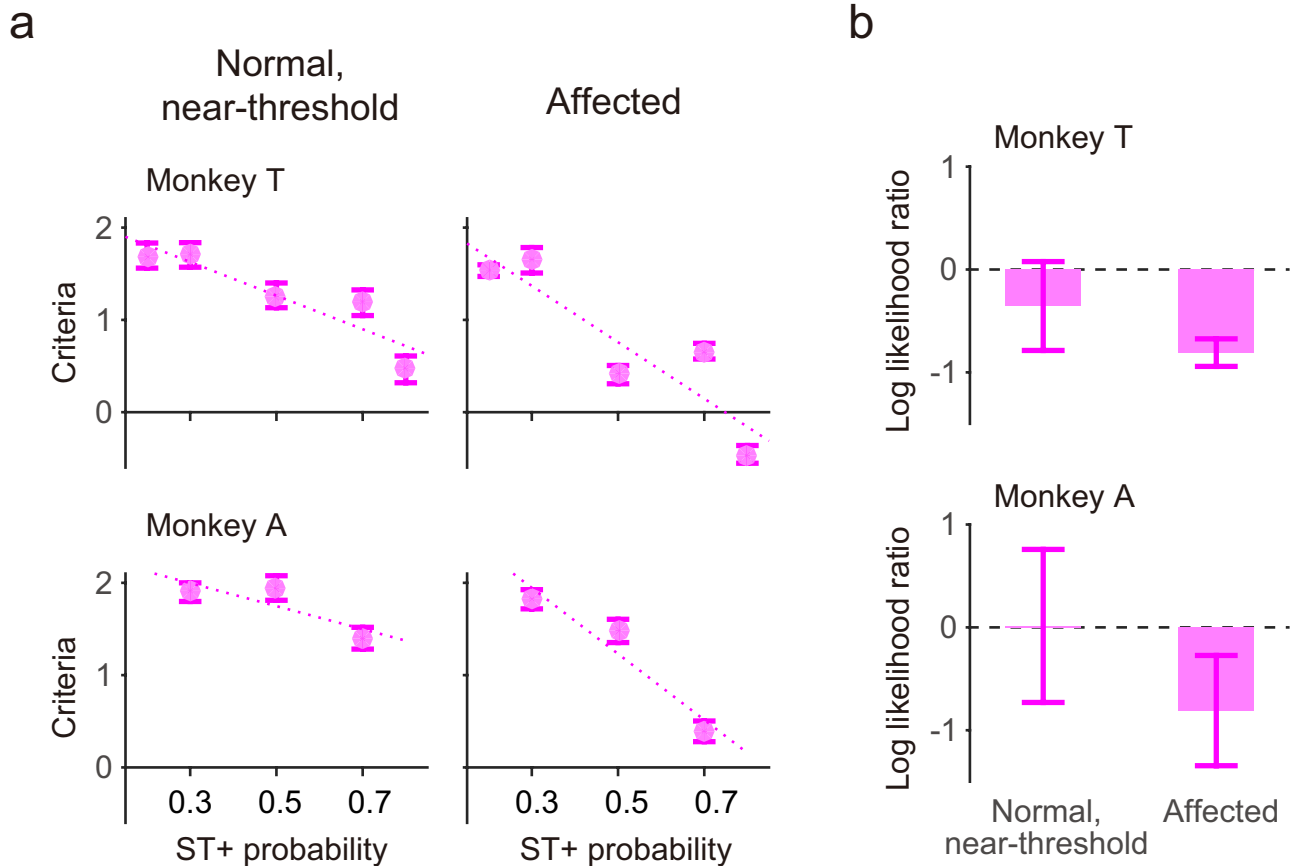 a
Normal,
near-threshold
Affected
Monkey T
Criteria
2
1
0
Monkey A
Criteria
2
1
0
0.3 0.5 0.7
0.3 0.5 0.7
ST+ probability
ST+ probability
b
Monkey T
Log likelihood ratio
1
0
-1
Monkey A
Log likelihood ratio
1
0
-1
Normal,
near-threshold
Affected